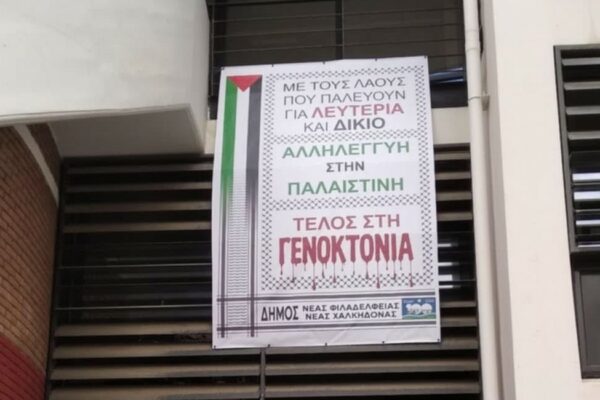 ΜΕ ΤΟΥΣ ΛΑΟΥΣ
ΠΟΥ ΠΑΛΕΥΟΥΝ
ΓΙΑ ΛΕΥΤΕΡΙΑ
ΚΑΙ ΔΙΚΙΟ
ΑΛΛΗΛΕΓΓΥΗ
ΣΤΗΝ
ΠΑΛΑΙΣΤΙΝΗ
ΤΕΛΟΣ ΣΤΗ
ΓΕΝΟΚΤΟΝΙΑ
ΔΗΜΟΣ ΝΕΑΣ ΦΙΛΑΔΕΛΦΕΙΑΣ
ΝΕΑΣ ΧΑΛΚΗΔΟΝΑΣ